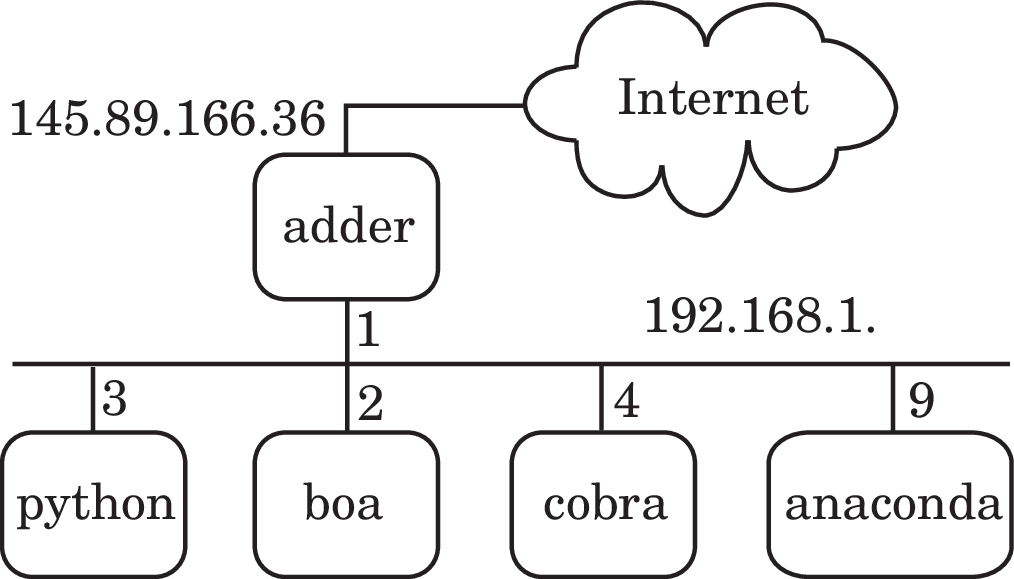 Internet
145.89.166.36
adder
192.168.1.
1
3
2
4
9
python
boa
cobra
anaconda